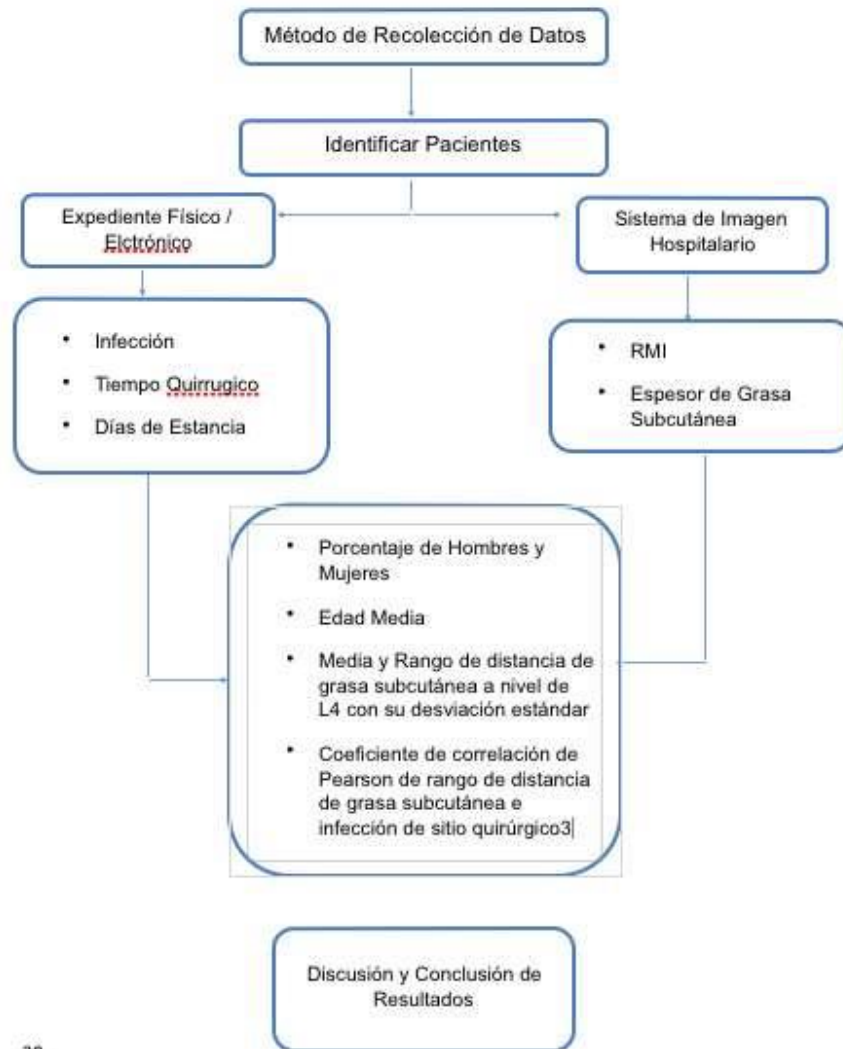 Método de Recolección de Datos
Identificar Pacientes
Expediente Físico /
Elctrónico
Sistema de Imagen
Hospitalario
• Infección
• Tiempo Quirrugico
• Días de Estancia
• RMI
• Espesor de Grasa
Subcutánea
• Porcentaje de Hombres y
Mujeres
• Edad Media
• Media y Rango de distancia de
grasa subcutánea a nivel de
L4 con su desviación estándar
• Coeficiente de correlación de
Pearson de rango de distancia
de grasa subcutánea e
infección de sitio quirúrgico3
Discusión y Conclusión de
Resultados